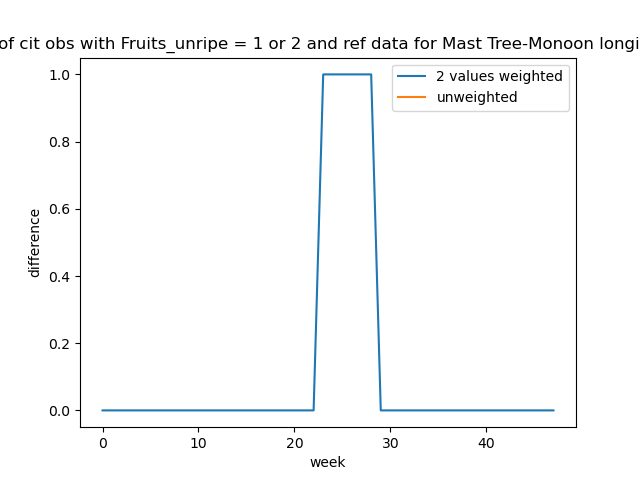 of cit obs with Fruits_unripe = 1 or 2 and ref data for Mast Tree-Monoon longi
2 values weighted
unweighted
1.0
0.8
0.6
0.4
0.2
0.0
difference
0 10 20 30 40
week